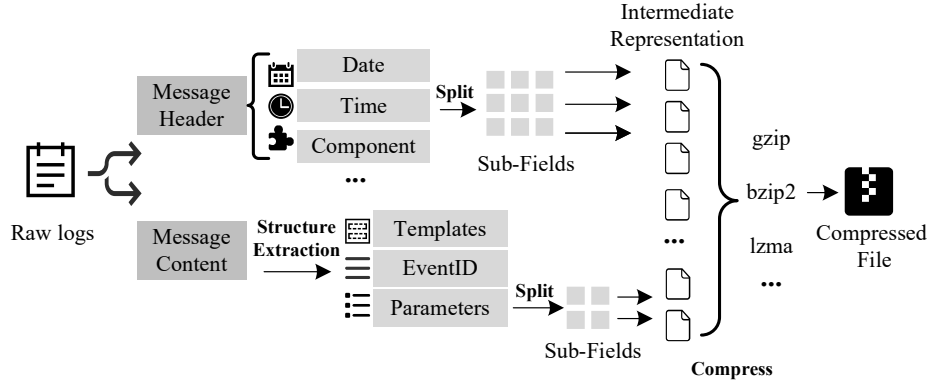 Raw logs
Message
Header
Date
Time
Component
...
Split
Sub-Fields
Message
Content
Structure
Extraction
Templates
EventID
Parameters
Split
Sub-Fields
Intermediate
Representation
...
gzip
bzip2
lzma
...
Compress
Compressed
File